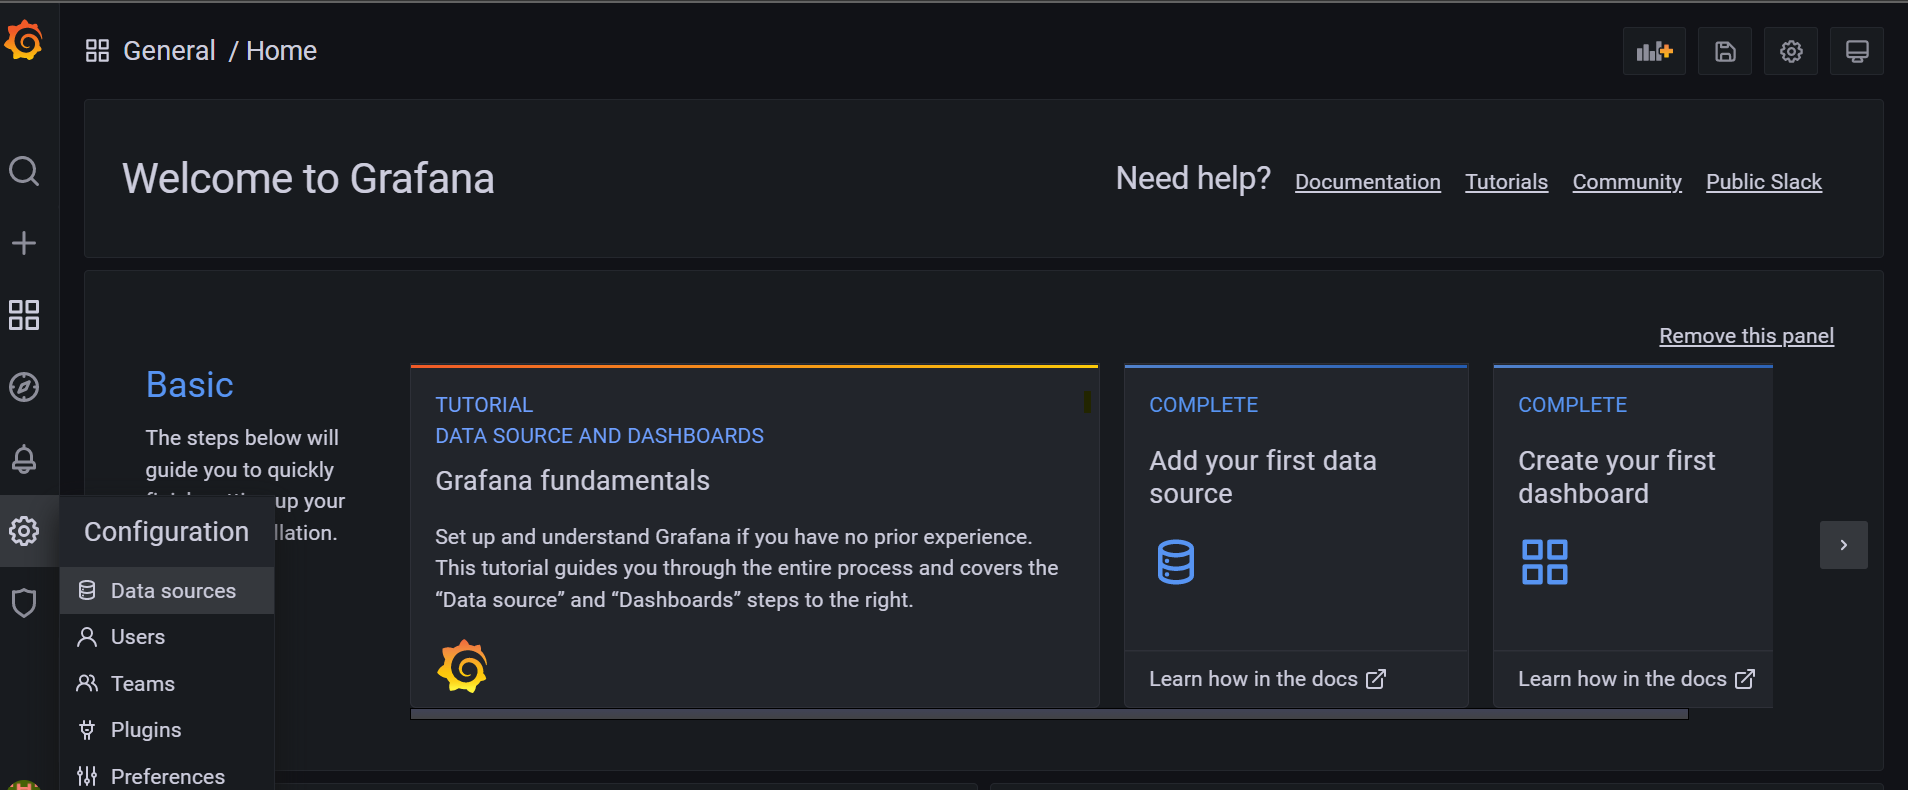 General / Home
Welcome to Grafana
Need help? Documentation Tutorials Community Public Slack
Remove this panel
Basic
The steps below will
guide you to quickly
up your
llation.
TUTORIAL
DATA SOURCE AND DASHBOARDS
Grafana fundamentals
Set up and understand Grafana if you have no prior experience.
This tutorial guides you through the entire process and covers the
“Data source” and “Dashboards” steps to the right.
COMPLETE
Add your first data
source
Learn how in the docs
COMPLETE
Create your first
dashboard
Learn how in the docs
Configuration
Data sources
Users
Teams
Plugins
Preferences